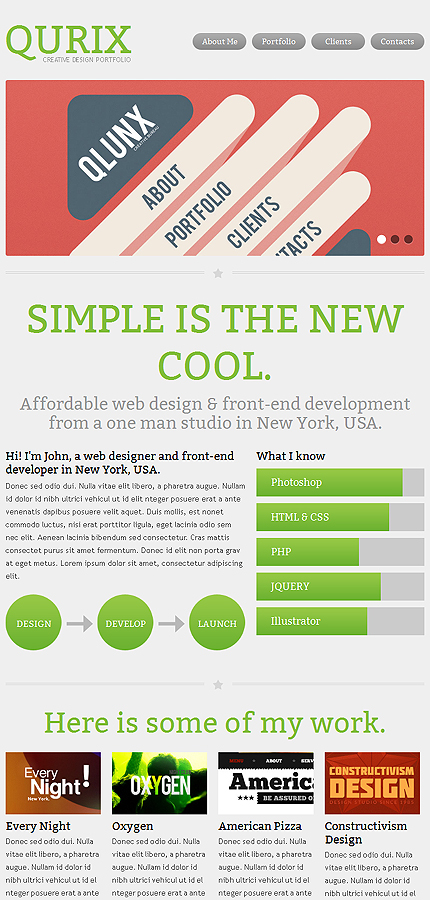 QURIX
CREATIVE DESIGN PORTFOLIO
About Me
Portfolio
Clients
Contacts
QLUNX
ABOUT
PORTFOLIO
CLIENTS
TACTS
SIMPLE IS THE NEW
COOL.
Affordable web design & front-end development
from a one man studio in New York, USA.
Hi! I'm John, a web designer and front-end
developer in New York, USA.
Donec sed odio dui. Nulla vitae elit libero, a pharetra augue. Nullam
id dolor id nibh ultrici vehicul ut id elit nteger posuere erat a ante
venenatis dapibus posuere velit aquet. Duis mollis, est nonet
commodo luctus, nisi erat porttitor ligula, eget lacinia odio sem
nec elit. Aenean lacinia bibendum sed consectetur. Cras mattis
consectet purus sit amet fermentum. Donec id elit non porta grav
at eget metus. Lorem ipsum dolor sit amet, consectetur adipiscing
elit.
DESIGN
DEVELOP
LAUNCH
What I know
Photoshop
HTML & CSS
PHP
JQUERY
Illustrator
Here is some of my work.
Every
Night!
New York.
OXYGEN
MENU
ABOUT
SERV
Americ
BE ASSURED O
CONSTRUCTIVISM
DESIGN
DESIGN STUDIO SINCE 1985
Every Night
Donec sed odio dui. Nulla
vitae elit libero, a pharetra
augue. Nullam id dolor id
nibh ultrici vehicul ut id el
nteger posuere erat a ante
Oxygen
Donec sed odio dui. Nulla
vitae elit libero, a pharetra
augue. Nullam id dolor id
nibh ultrici vehicul ut id el
nteger posuere erat a ante
American Pizza
Donec sed odio dui. Nulla
vitae elit libero, a pharetra
augue. Nullam id dolor id
nibh ultrici vehicul ut id el
nteger posuere erat a ante
Constructivism
Design
Donec sed odio dui. Nulla
vitae elit libero, a pharetra
augue. Nullam id dolor id
nibh ultrici vehicul ut id el